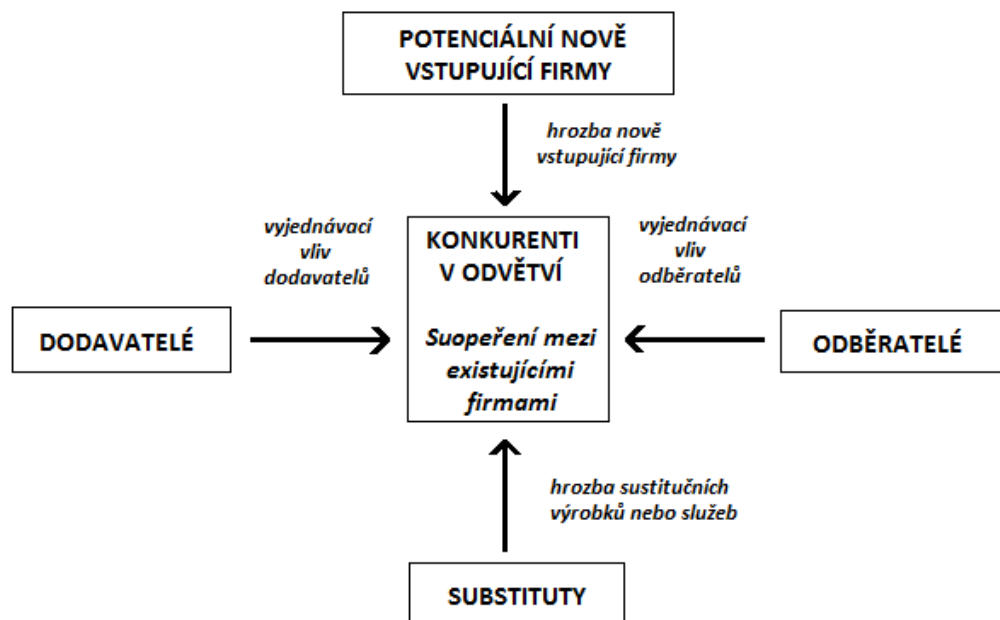 POTENCIÁLNÍ NOVĚ
VSTUPUJÍCÍ FIRMY
hrozba nově
vstupující firmy
vyjednávací
vliv
dodavatelů
KONKURENTI
V ODVĚTVÍ
Suopeření mezi
existujícími
firmami
vyjednávací
vliv
odběratelů
DODAVATELÉ
ODBĚRATELÉ
hrozba sustitučních
výrobků nebo služeb
SUBSTITUTY